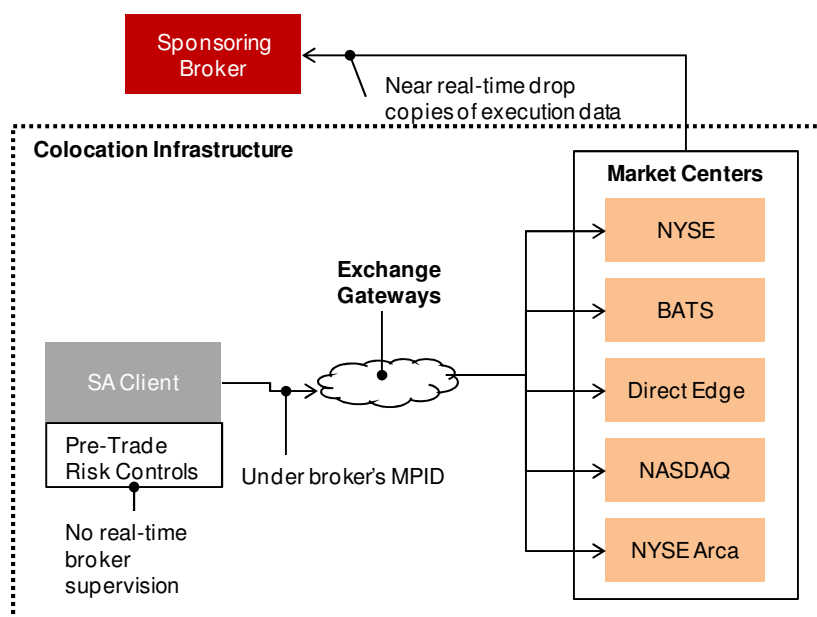 Sponsoring
Broker
Near real-time drop
copies of execution data
Colocation Infrastructure
Market Centers
NYSE
Exchange
Gateways
BATS
SA Client
Direct Edge
Pre-Trade
Risk Controls
Under broker's MPID
NASDAQ
No real-time
broker
supervision
NYSE Arca